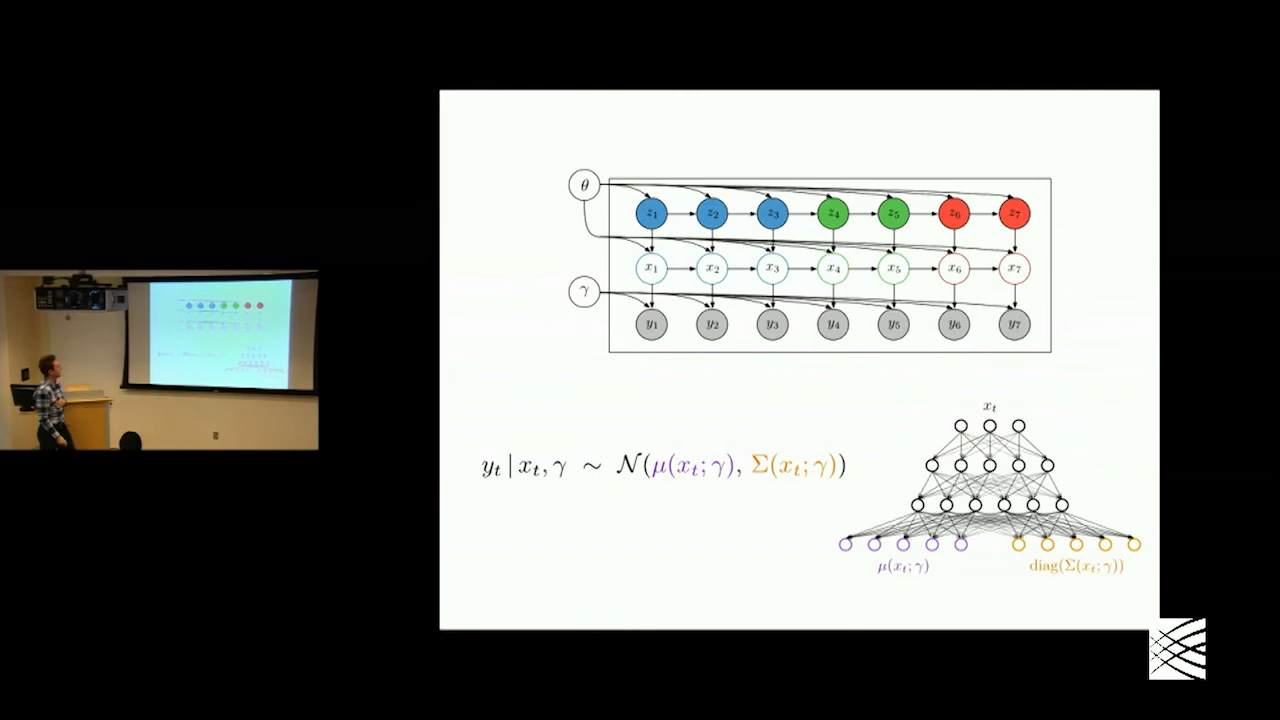 θ
z₁ z₂ z₃ z₄ z₅ z₆ z₇
x₁ x₂ x₃ x₄ x₅ x₆ x₇
γ
y₁ y₂ y₃ y₄ y₅ y₆ y₇
xₜ
yₜ | xₜ, γ ∼ 𝒩(μ(xₜ; γ), Σ(xₜ; γ))
μ(xₜ; γ) diag(Σ(xₜ; γ))